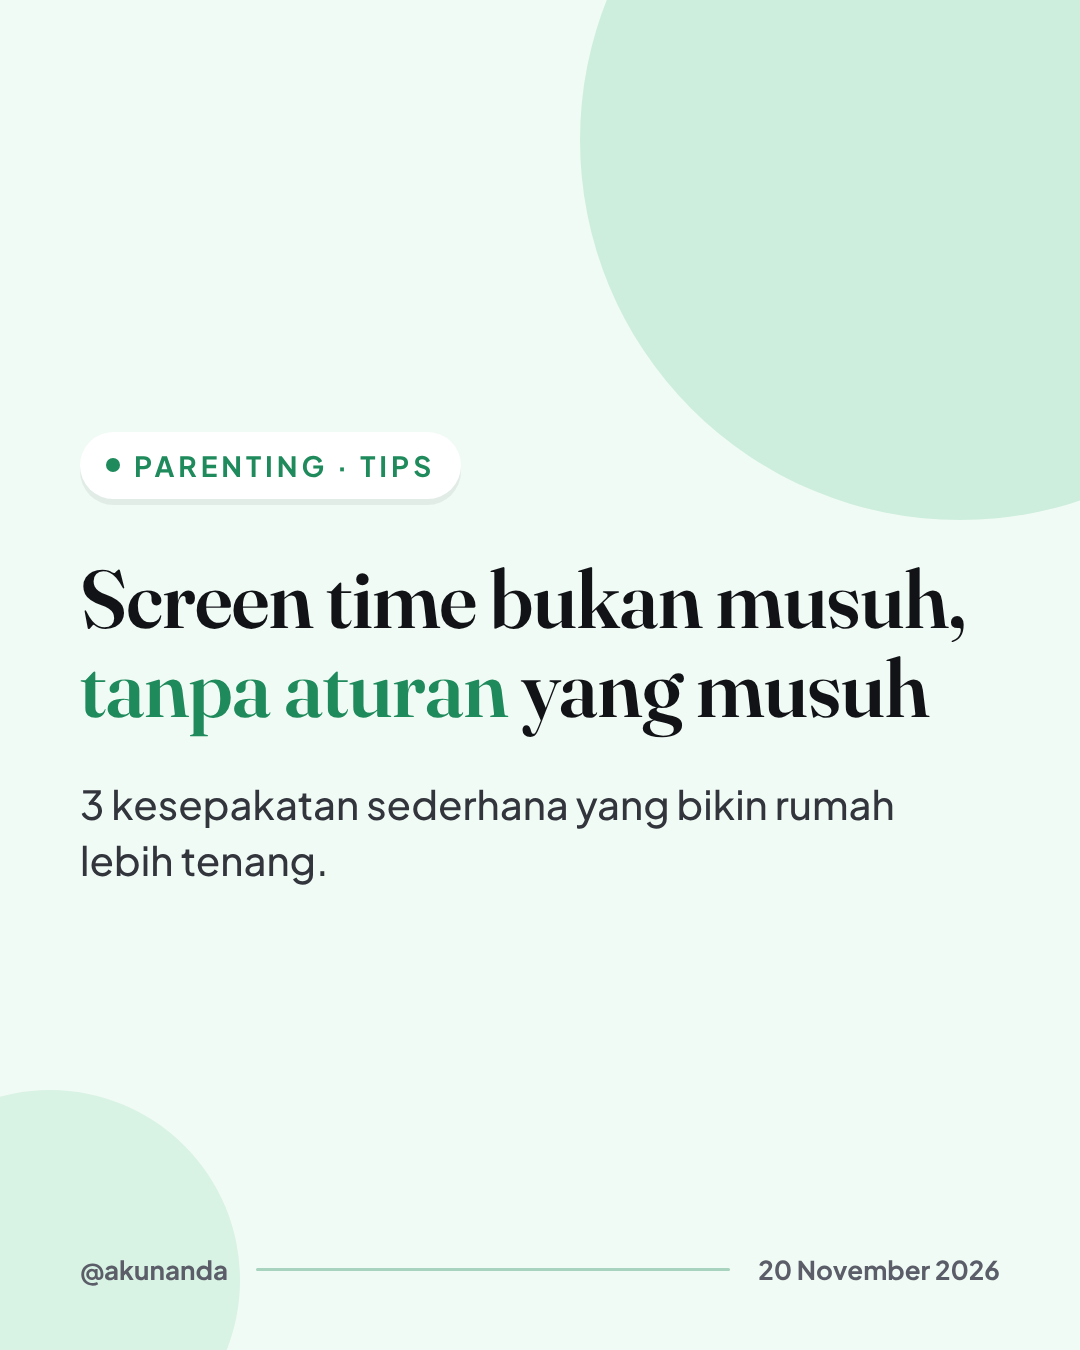 PARENTING · TIPS
Screen time bukan musuh,
tanpa aturan yang musuh
3 kesepakatan sederhana yang bikin rumah
lebih tenang.
@akunanda
20 November 2026